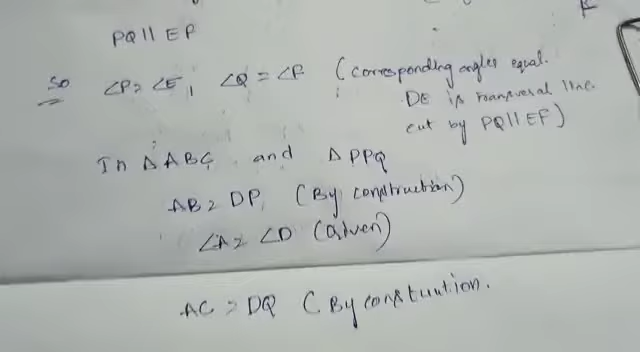 PQ || EF
So ∠P = ∠E, ∠Q = ∠F (corresponding angles equal.
DE is transversal line
cut by PQ || EF)
In ΔABC and ΔDPQ
AB = DP (By construction)
∠A = ∠D (Given)
AC = DQ (By construction.